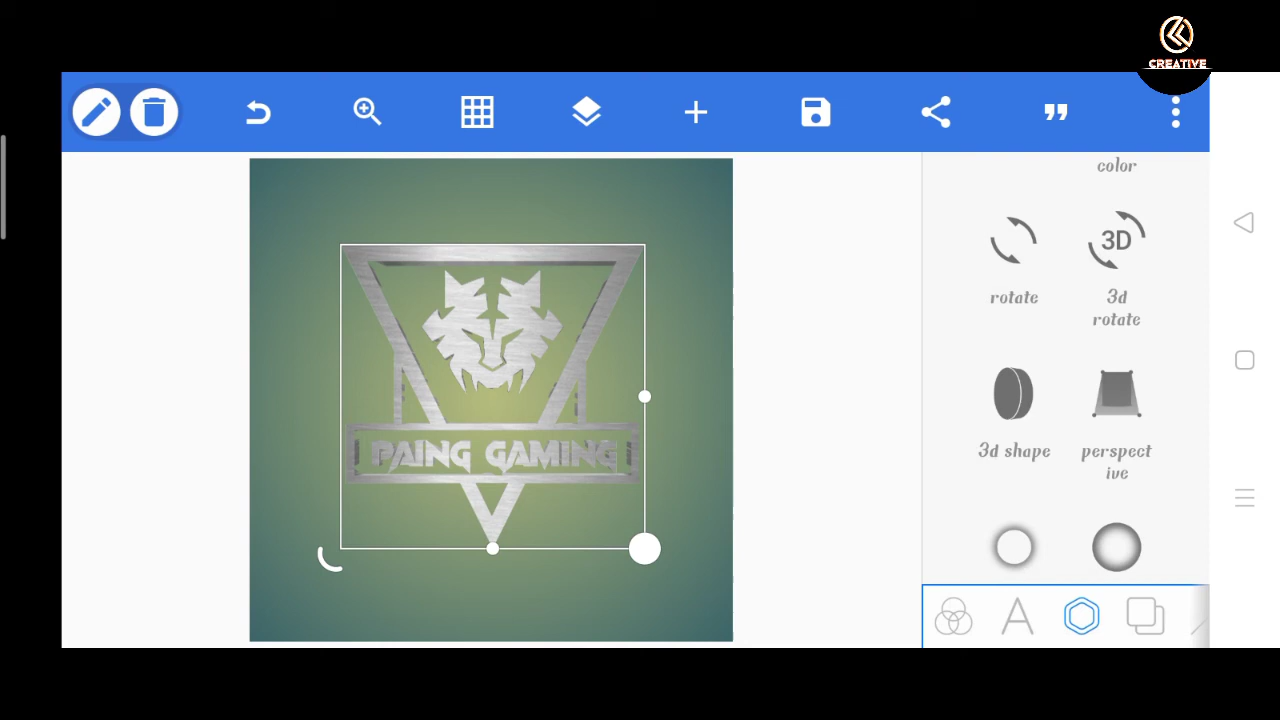 CREATIVE
color
3D
rotate
3d
rotate
3d shape
perspect
ive
PAING GAMING